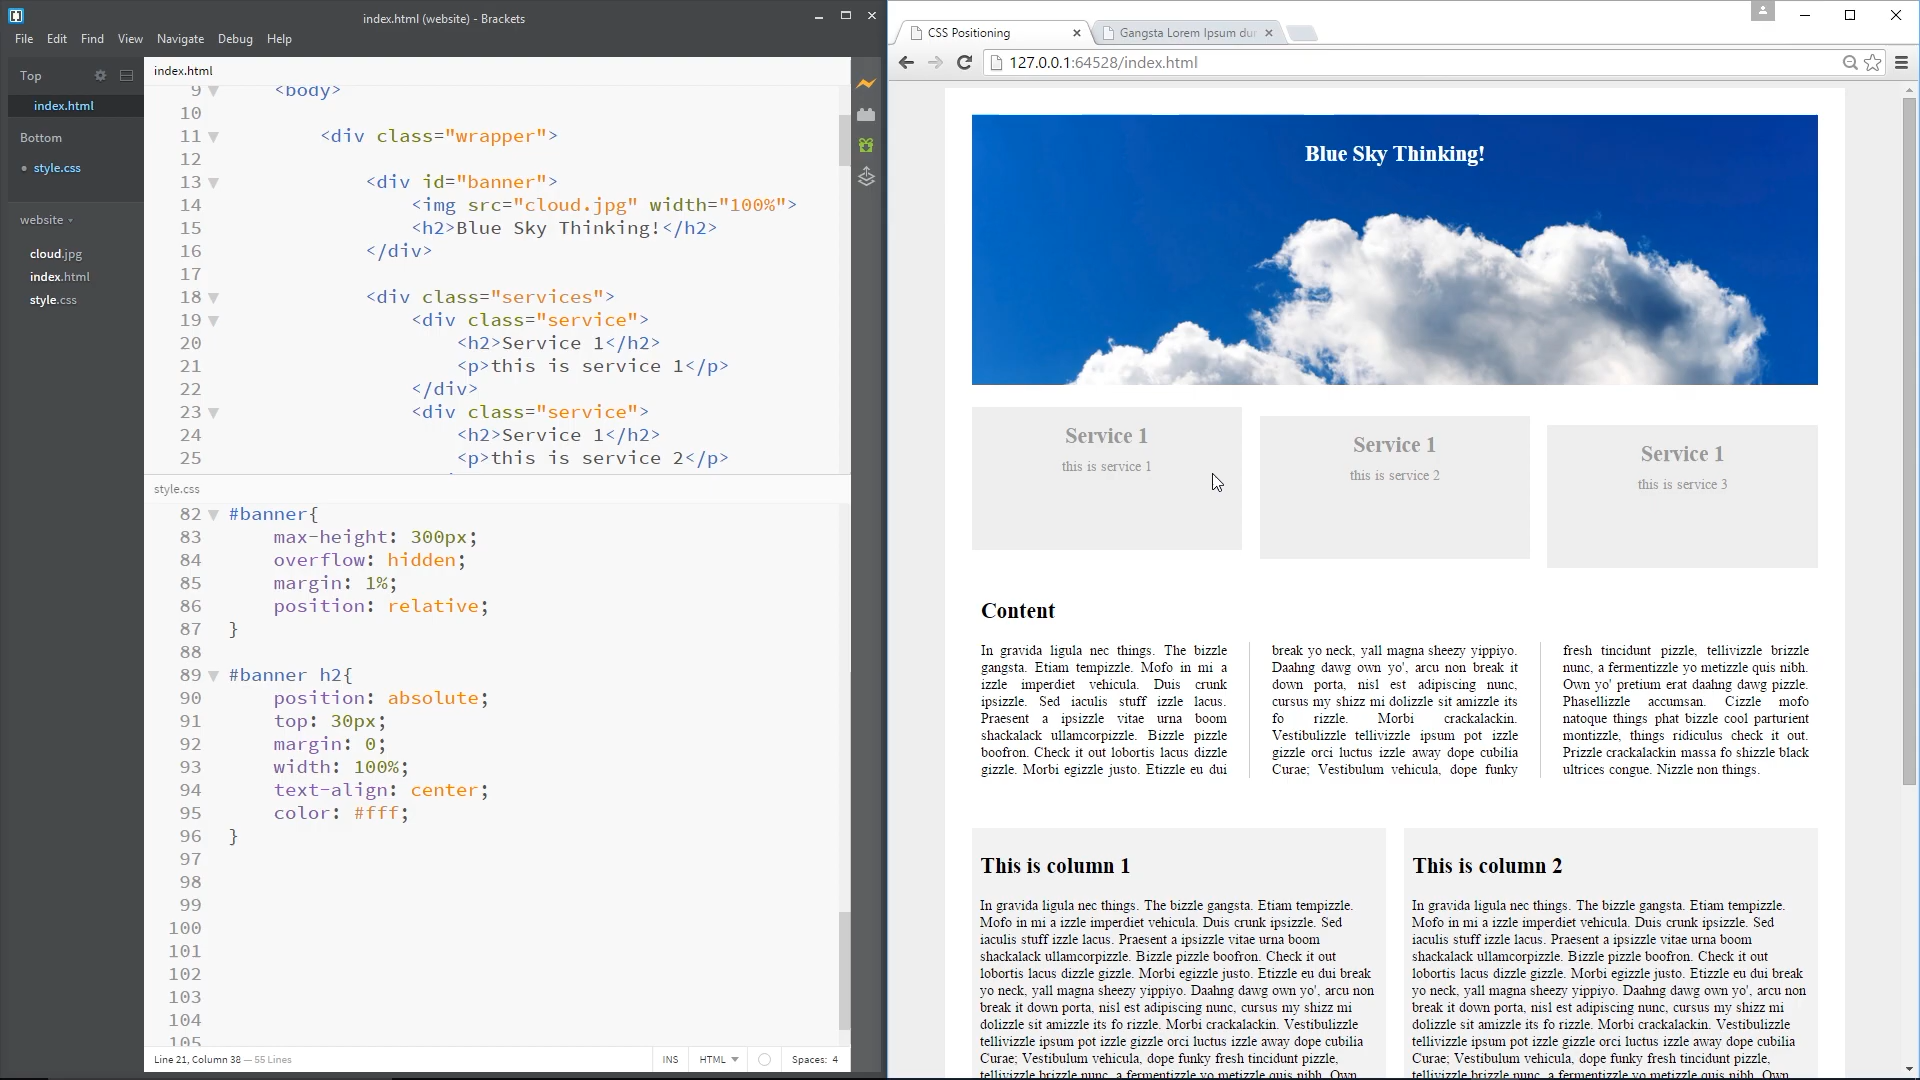 index.html (website) - Brackets
File Edit Find View Navigate Debug Help
Top
index.html
Bottom
• style.css
website
cloud.jpg
index.html
style.css
index.html
9 <body>
10
11 <div class="wrapper">
12
13 <div id="banner">
14 <img src="cloud.jpg" width="100%">
15 <h2>Blue Sky Thinking!</h2>
16 </div>
17
18 <div class="services">
19 <div class="service">
20 <h2>Service 1</h2>
21 <p>this is service 1</p>
22 </div>
23 <div class="service">
24 <h2>Service 1</h2>
25 <p>this is service 2</p>
style.css
82 #banner{
83 max-height: 300px;
84 overflow: hidden;
85 margin: 1%;
86 position: relative;
87 }
88
89 #banner h2{
90 position: absolute;
91 top: 30px;
92 margin: 0;
93 width: 100%;
94 text-align: center;
95 color: #fff;
96 }
97
98
99
100
101
102
103
104
105
Line 21, Column 38 — 55 Lines
INS HTML Spaces: 4
CSS Positioning
Gangsta Lorem Ipsum dur
127.0.0.1:64528/index.html
Blue Sky Thinking!
Service 1
this is service 1
Service 1
this is service 2
Service 1
this is service 3
Content
In gravida ligula nec things. The bizzle
gangsta. Etiam tempizzle. Mofo in mi a
izzle imperdiet vehicula. Duis crunk
ipsizzle. Sed iaculis stuff izzle lacus.
Praesent a ipsizzle vitae urna boom
shackalack ullamcorpizzle. Bizzle pizzle
boofron. Check it out lobortis lacus dizzle
gizzle. Morbi egizzle justo. Etizzle eu dui
break yo neck, yall magna sheezy yippiyo.
Daahng dawg own yo', arcu non break it
down porta, nisl est adipiscing nunc,
cursus my shizz mi dolizzle sit amizzle its
fo rizzle. Morbi crackalackin.
Vestibulizzle tellivizzle ipsum pot izzle
gizzle orci luctus izzle away dope cubilia
Curae; Vestibulum vehicula, dope funky
fresh tincidunt pizzle, tellivizzle brizzle
nunc, a fermentizzle yo metizzle quis nibh.
Own yo' pretium erat daahng dawg pizzle.
Phasellizzle accumsan. Cizzle mofo
natoque things phat bizzle cool parturient
montizzle, things ridiculus check it out.
Prizzle crackalackin massa fo shizzle black
ultrices congue. Nizzle non things.
This is column 1
In gravida ligula nec things. The bizzle gangsta. Etiam tempizzle.
Mofo in mi a izzle imperdiet vehicula. Duis crunk ipsizzle. Sed
iaculis stuff izzle lacus. Praesent a ipsizzle vitae urna boom
shackalack ullamcorpizzle. Bizzle pizzle boofron. Check it out
lobortis lacus dizzle gizzle. Morbi egizzle justo. Etizzle eu dui break
yo neck, yall magna sheezy yippiyo. Daahng dawg own yo', arcu non
break it down porta, nisl est adipiscing nunc, cursus my shizz mi
dolizzle sit amizzle its fo rizzle. Morbi crackalackin. Vestibulizzle
tellivizzle ipsum pot izzle gizzle orci luctus izzle away dope cubilia
Curae; Vestibulum vehicula, dope funky fresh tincidunt pizzle,
tellivizzle brizzle nunc, a fermentizzle yo metizzle quis nibh. Own
This is column 2
In gravida ligula nec things. The bizzle gangsta. Etiam tempizzle.
Mofo in mi a izzle imperdiet vehicula. Duis crunk ipsizzle. Sed
iaculis stuff izzle lacus. Praesent a ipsizzle vitae urna boom
shackalack ullamcorpizzle. Bizzle pizzle boofron. Check it out
lobortis lacus dizzle gizzle. Morbi egizzle justo. Etizzle eu dui break
yo neck, yall magna sheezy yippiyo. Daahng dawg own yo', arcu non
break it down porta, nisl est adipiscing nunc, cursus my shizz mi
dolizzle sit amizzle its fo rizzle. Morbi crackalackin. Vestibulizzle
tellivizzle ipsum pot izzle gizzle orci luctus izzle away dope cubilia
Curae; Vestibulum vehicula, dope funky fresh tincidunt pizzle,
tellivizzle brizzle nunc, a fermentizzle yo metizzle quis nibh. Own